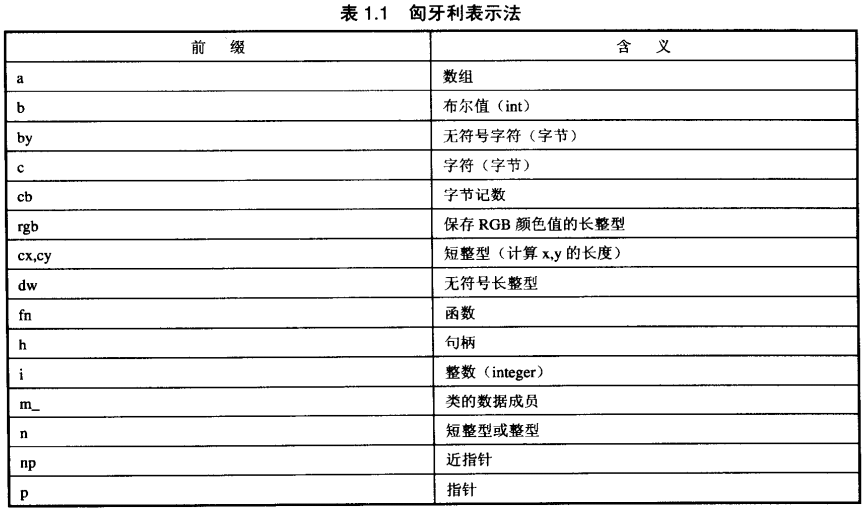 表 1.1 匈牙利表示法
前 缀 含 义
a 数组
b 布尔值（int）
by 无符号字符（字节）
c 字符（字节）
cb 字节记数
rgb 保存 RGB 颜色值的长整型
cx,cy 短整型（计算 x,y 的长度）
dw 无符号长整型
fn 函数
h 句柄
i 整数（integer）
m_ 类的数据成员
n 短整型或整型
np 近指针
p 指针